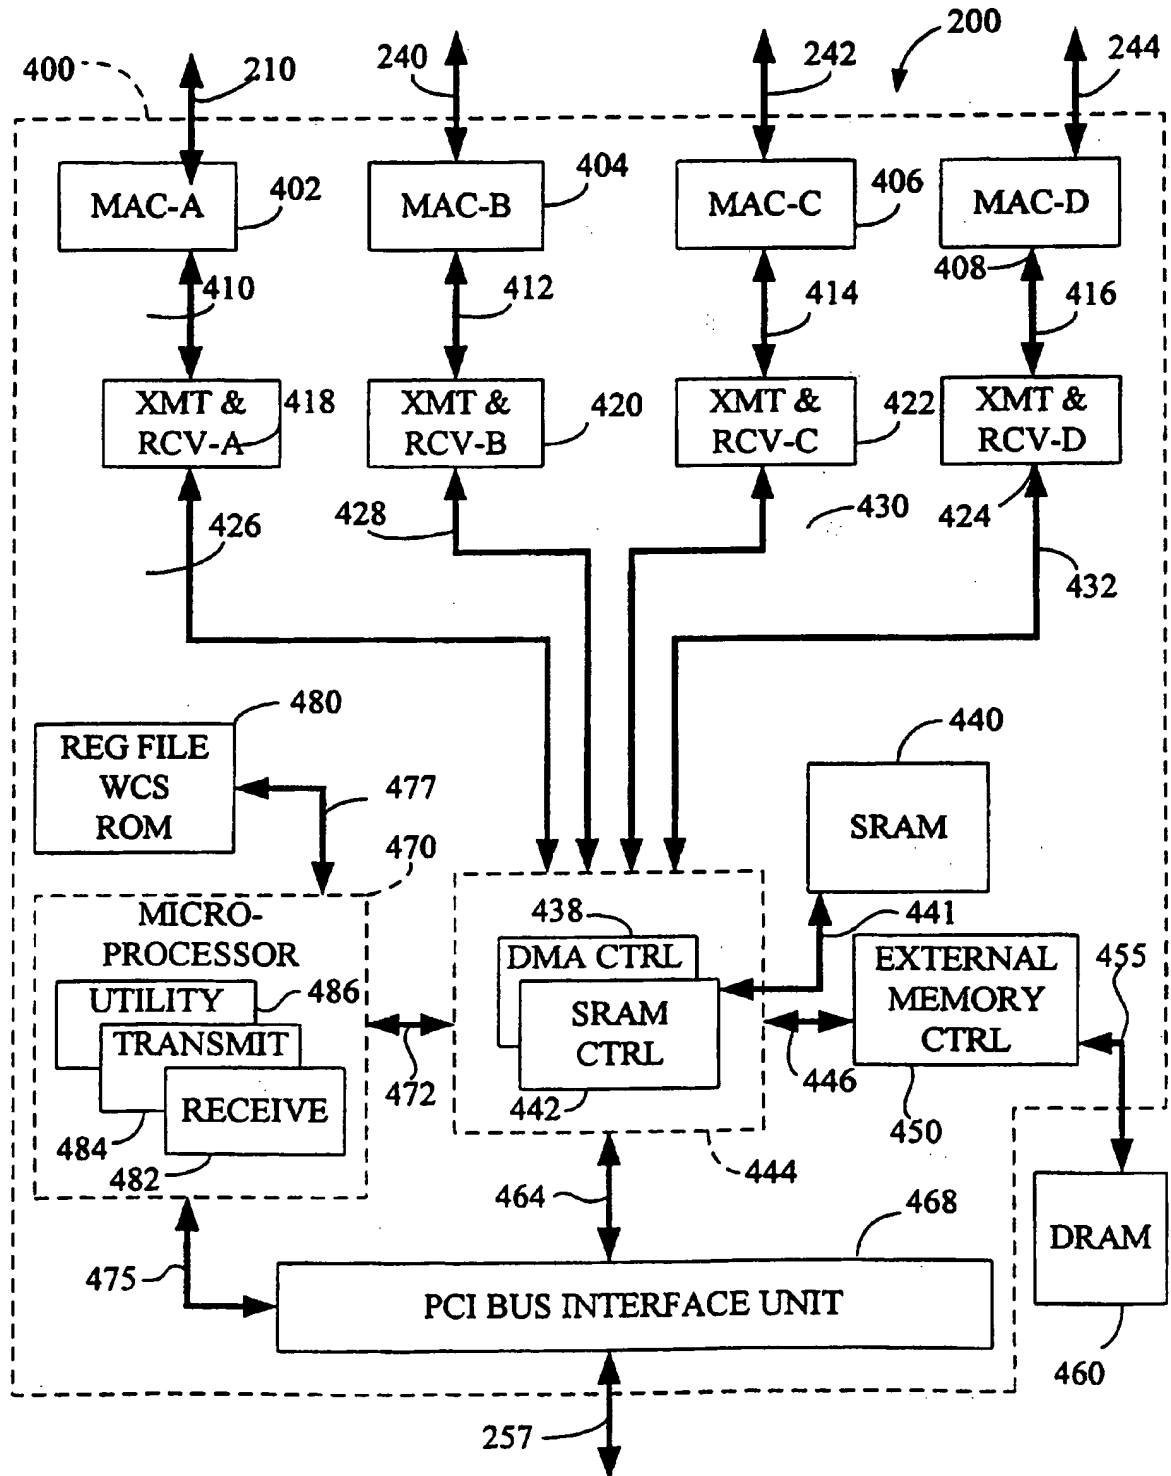 200
400
210
240
242
244
MAC-A
402
MAC-B
404
MAC-C
406
MAC-D
408
410
412
414
416
XMT &
RCV-A
418
XMT &
RCV-B
420
XMT &
RCV-C
422
XMT &
RCV-D
424
426
428
430
432
480
REG FILE
WCS
ROM
477
470
440
SRAM
441
MICRO-
PROCESSOR
UTILITY
486
TRANSMIT
RECEIVE
484
482
472
438
DMA CTRL
SRAM
CTRL
442
444
446
EXTERNAL
MEMORY
CTRL
450
455
DRAM
460
464
468
475
PCI BUS INTERFACE UNIT
257